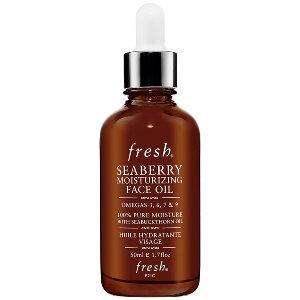 fresh®
SEABERRY
MOISTURIZING
FACE OIL
OMEGAS 3, 6, 7 & 9
100% PURE MOISTURE
WITH SEABUCKTHORN OIL
HUILE HYDRATANTE
VISAGE
50ml e 1.7floz
fresh®